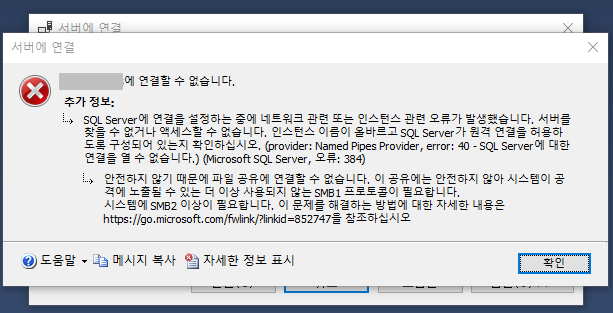 서버에 연결
서버에 연결
에 연결할 수 없습니다.
추가 정보:
SQL Server에 연결을 설정하는 중에 네트워크 관련 또는 인스턴스 관련 오류가 발생했습니다. 서버를
찾을 수 없거나 액세스할 수 없습니다. 인스턴스 이름이 올바르고 SQL Server가 원격 연결을 허용하
도록 구성되어 있는지 확인하십시오. (provider: Named Pipes Provider, error: 40 - SQL Server에 대한
연결을 열 수 없습니다.) (Microsoft SQL Server, 오류: 384)
안전하지 않기 때문에 파일 공유에 연결할 수 없습니다. 이 공유에는 안전하지 않아 시스템이 공
격에 노출될 수 있는 더 이상 사용되지 않는 SMB1 프로토콜이 필요합니다.
시스템에 SMB2 이상이 필요합니다. 이 문제를 해결하는 방법에 대한 자세한 내용은
https://go.microsoft.com/fwlink/?linkid=852747을 참조하십시오
도움말 메시지 복사 자세한 정보 표시 확인